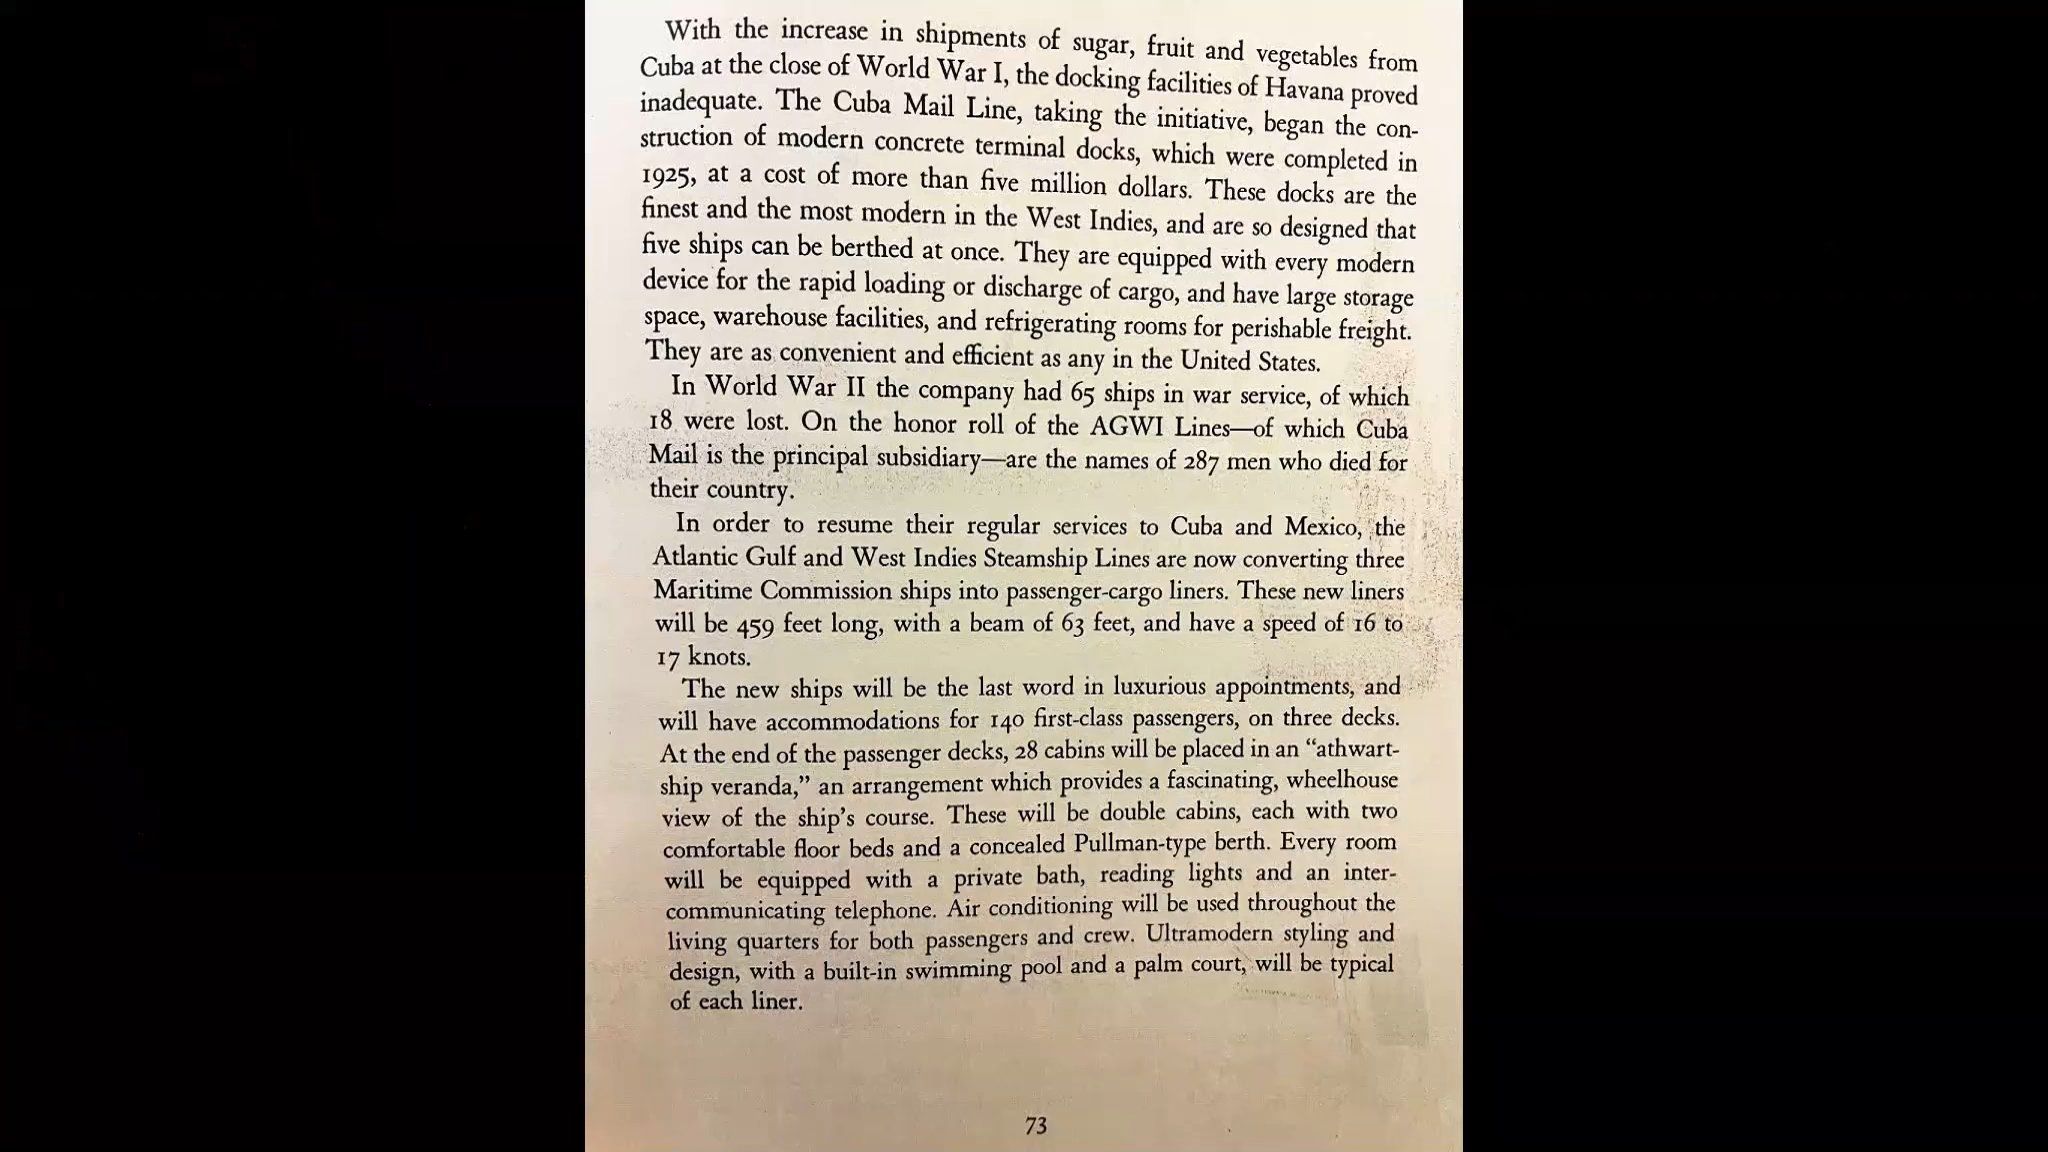 With the increase in shipments of sugar, fruit and vegetables from
Cuba at the close of World War I, the docking facilities of Havana proved
inadequate. The Cuba Mail Line, taking the initiative, began the con-
struction of modern concrete terminal docks, which were completed in
1925, at a cost of more than five million dollars. These docks are the
finest and the most modern in the West Indies, and are so designed that
five ships can be berthed at once. They are equipped with every modern
device for the rapid loading or discharge of cargo, and have large storage
space, warehouse facilities, and refrigerating rooms for perishable freight.
They are as convenient and efficient as any in the United States.
In World War II the company had 65 ships in war service, of which
18 were lost. On the honor roll of the AGWI Lines—of which Cuba
Mail is the principal subsidiary—are the names of 287 men who died for
their country.
In order to resume their regular services to Cuba and Mexico, the
Atlantic Gulf and West Indies Steamship Lines are now converting three
Maritime Commission ships into passenger-cargo liners. These new liners
will be 459 feet long, with a beam of 63 feet, and have a speed of 16 to
17 knots.
The new ships will be the last word in luxurious appointments, and
will have accommodations for 140 first-class passengers, on three decks.
At the end of the passenger decks, 28 cabins will be placed in an “athwart-
ship veranda,” an arrangement which provides a fascinating, wheelhouse
view of the ship’s course. These will be double cabins, each with two
comfortable floor beds and a concealed Pullman-type berth. Every room
will be equipped with a private bath, reading lights and an inter-
communicating telephone. Air conditioning will be used throughout the
living quarters for both passengers and crew. Ultramodern styling and
design, with a built-in swimming pool and a palm court, will be typical
of each liner.
73